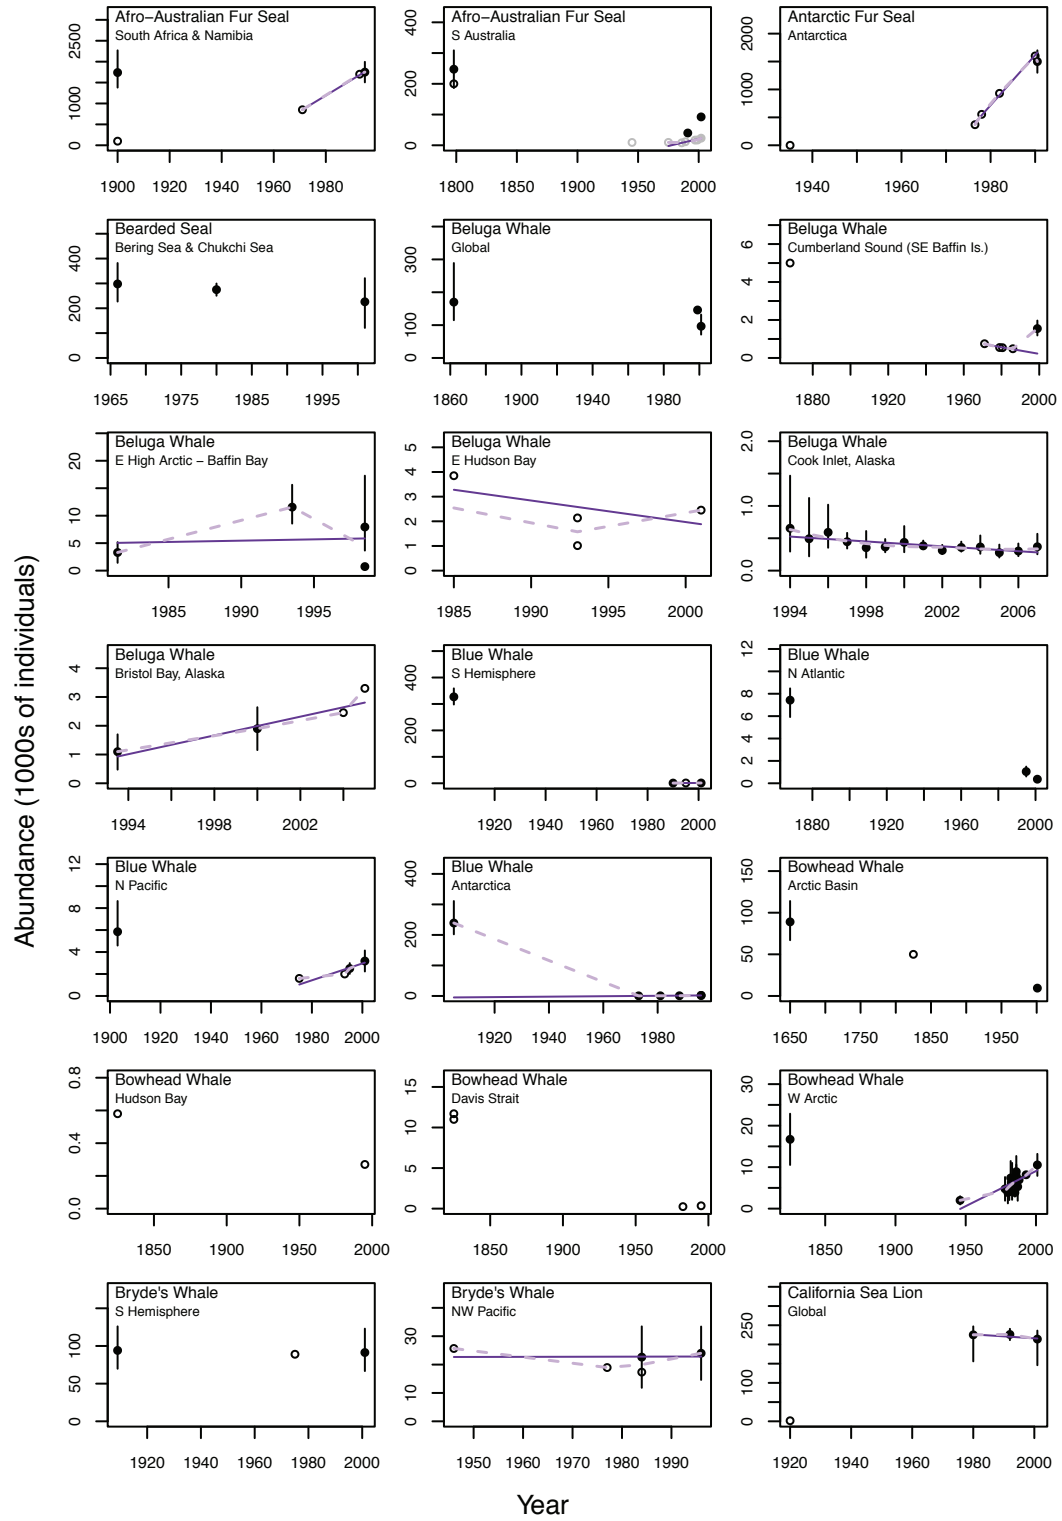 Afro−Australian Fur Seal
South Africa & Namibia
0 1000 2500
1900 1920 1940 1960 1980
Afro−Australian Fur Seal
S Australia
0 200 400
1800 1850 1900 1950 2000
Antarctic Fur Seal
Antarctica
0 1000 2000
1940 1960 1980
Bearded Seal
Bering Sea & Chukchi Sea
0 200 400
1965 1975 1985 1995
Beluga Whale
Global
0 100 300
1860 1900 1940 1980
Beluga Whale
Cumberland Sound (SE Baffin Is.)
0 2 4 6
1880 1920 1960 2000
Beluga Whale
E High Arctic − Baffin Bay
0 5 10 20
1985 1990 1995
Beluga Whale
E Hudson Bay
0 1 2 3 4 5
1985 1990 1995 2000
Beluga Whale
Cook Inlet, Alaska
0.0 1.0 2.0
1994 1998 2002 2006
Beluga Whale
Bristol Bay, Alaska
0 1 2 3 4
1994 1998 2002
Blue Whale
S Hemisphere
0 200 400
1920 1940 1960 1980 2000
Blue Whale
N Atlantic
0 2 4 6 8 12
1880 1920 1960 2000
Blue Whale
N Pacific
0 4 8 12
1900 1920 1940 1960 1980 2000
Blue Whale
Antarctica
0 200 400
1920 1940 1960 1980
Bowhead Whale
Arctic Basin
0 50 100 150
1650 1750 1850 1950
Bowhead Whale
Hudson Bay
0.0 0.4 0.8
1850 1900 1950 2000
Bowhead Whale
Davis Strait
0 5 10 15
1850 1900 1950 2000
Bowhead Whale
W Arctic
0 10 20 30
1850 1900 1950 2000
Bryde's Whale
S Hemisphere
0 50 100
1920 1940 1960 1980 2000
Bryde's Whale
NW Pacific
0 10 30
1950 1960 1970 1980 1990
California Sea Lion
Global
0 100 250
1920 1940 1960 1980 2000
Abundance (1000s of individuals)
Year